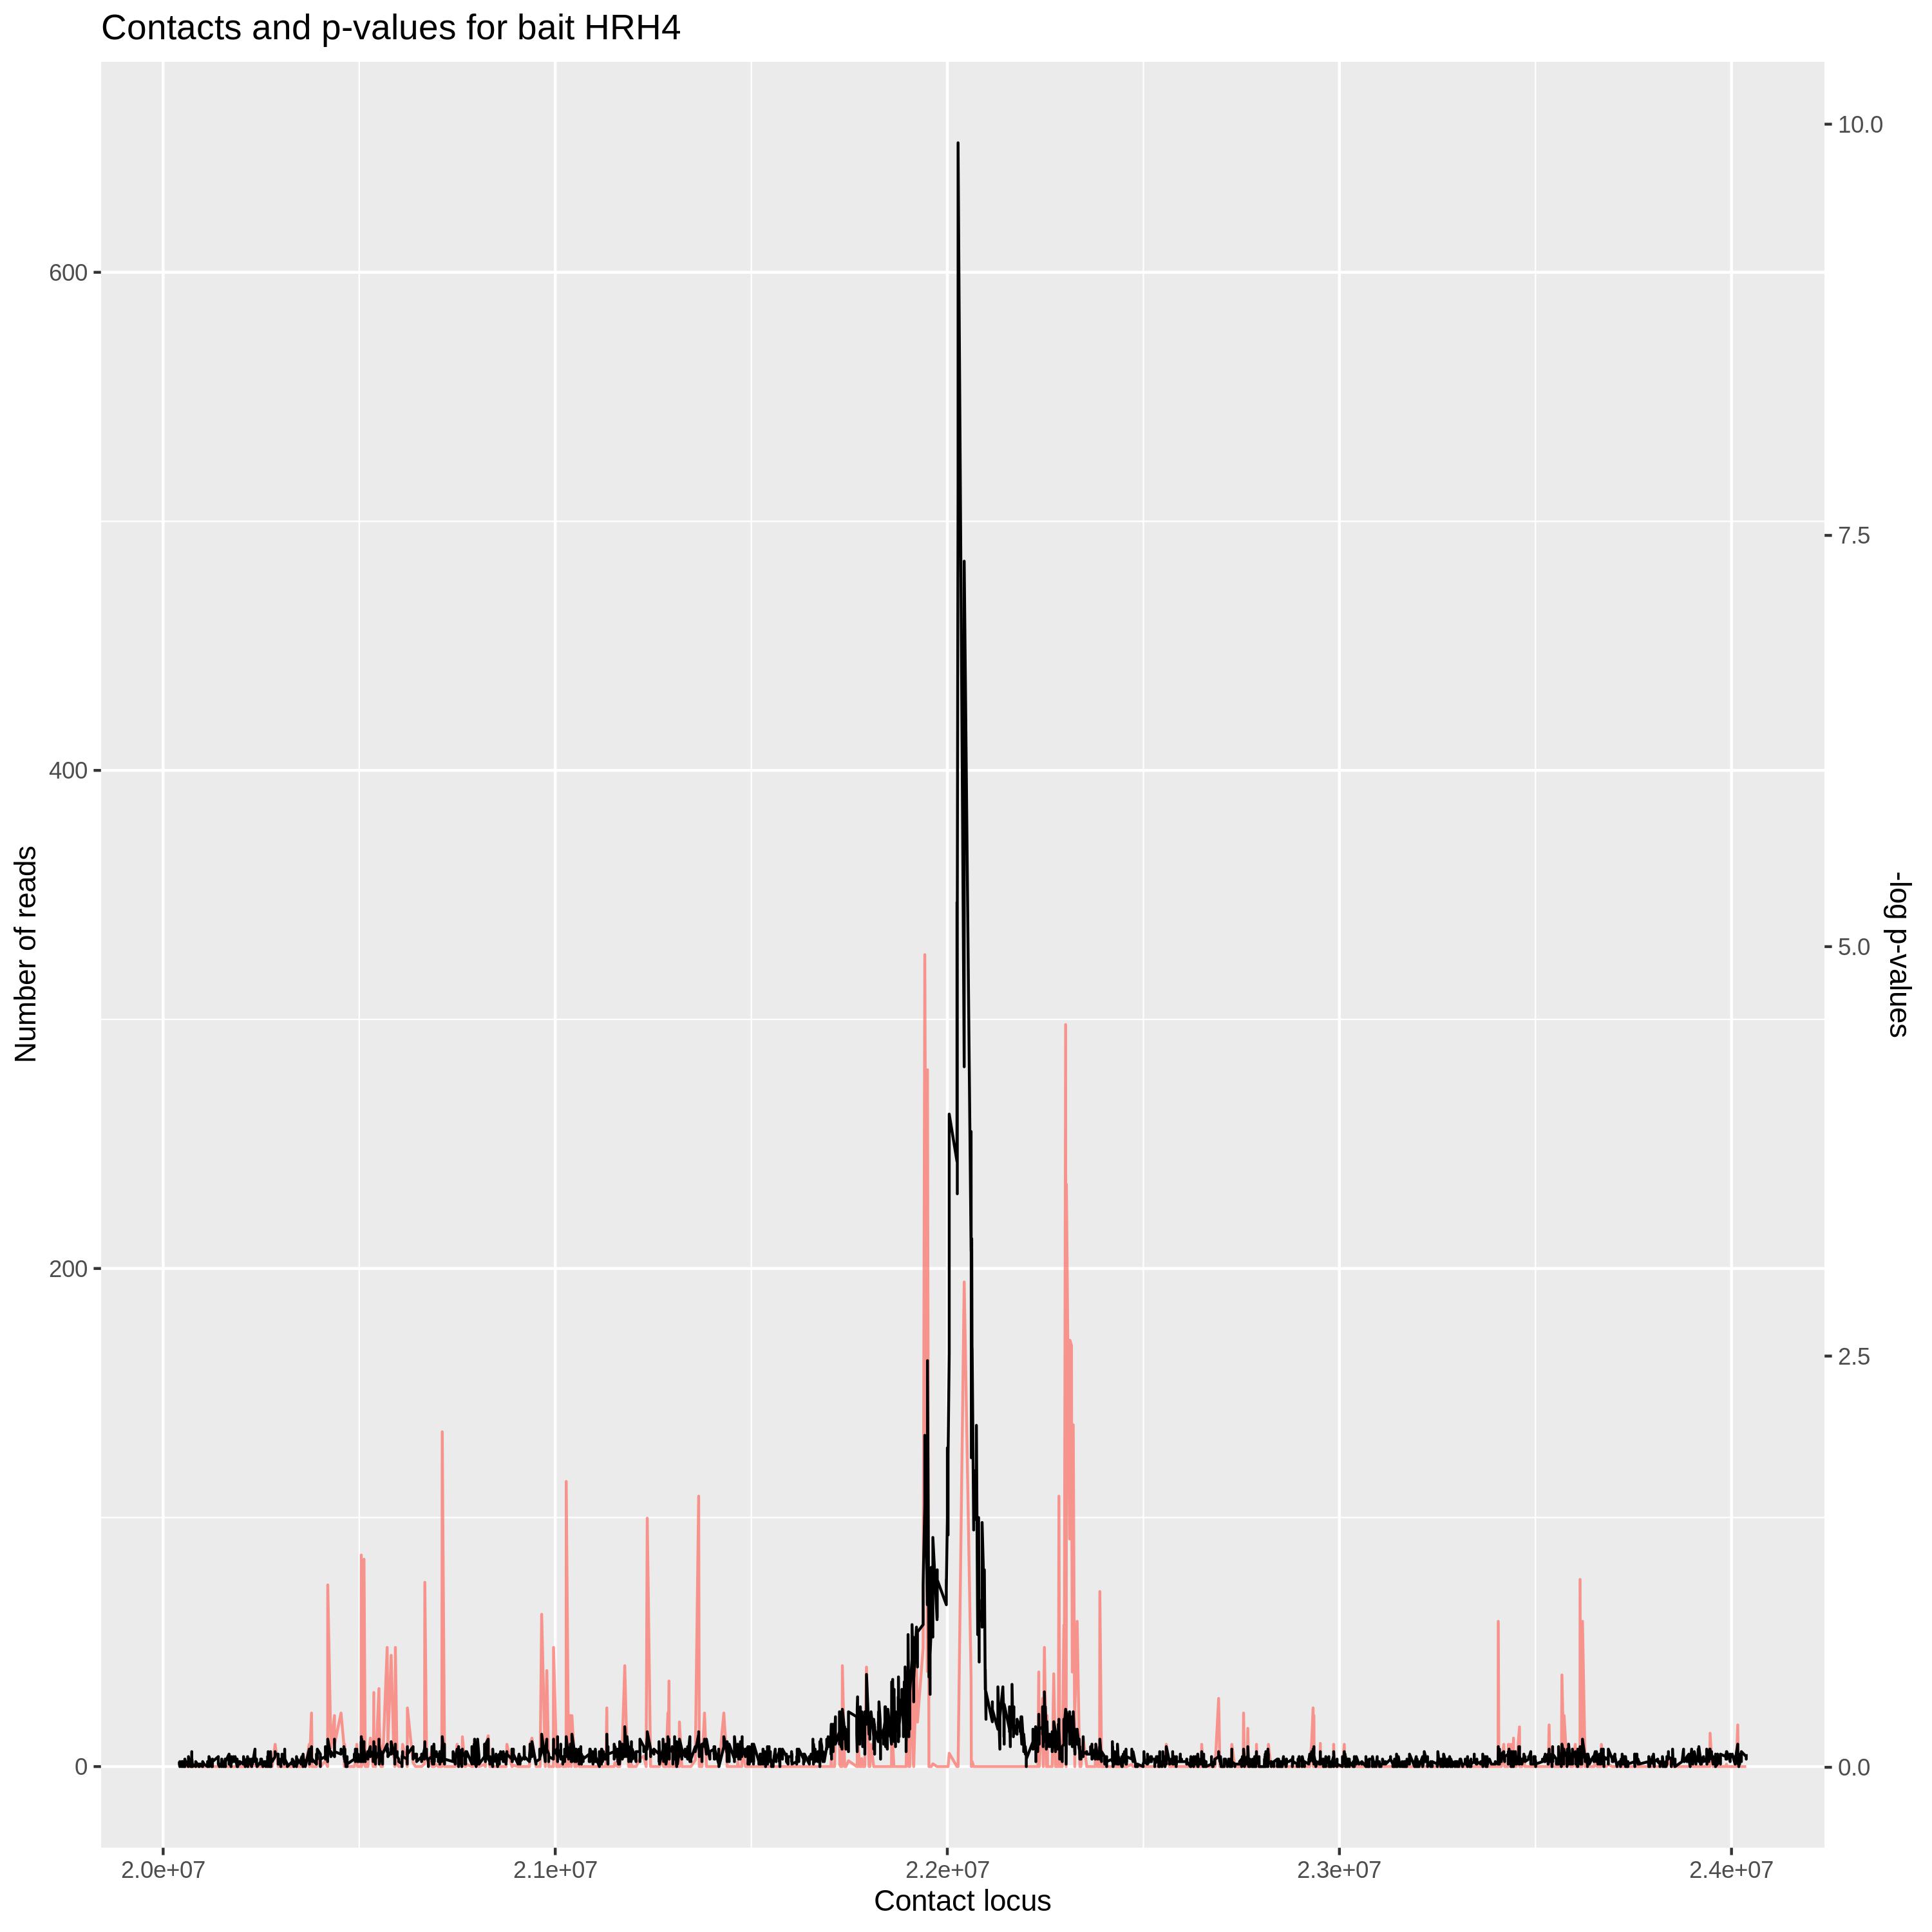 Contacts and p-values for bait HRH4
10.0
600
7.5
400
5.0
Number of reads
-log p-values
200
2.5
0
0.0
2.0e+07
2.1e+07
2.2e+07
2.3e+07
2.4e+07
Contact locus